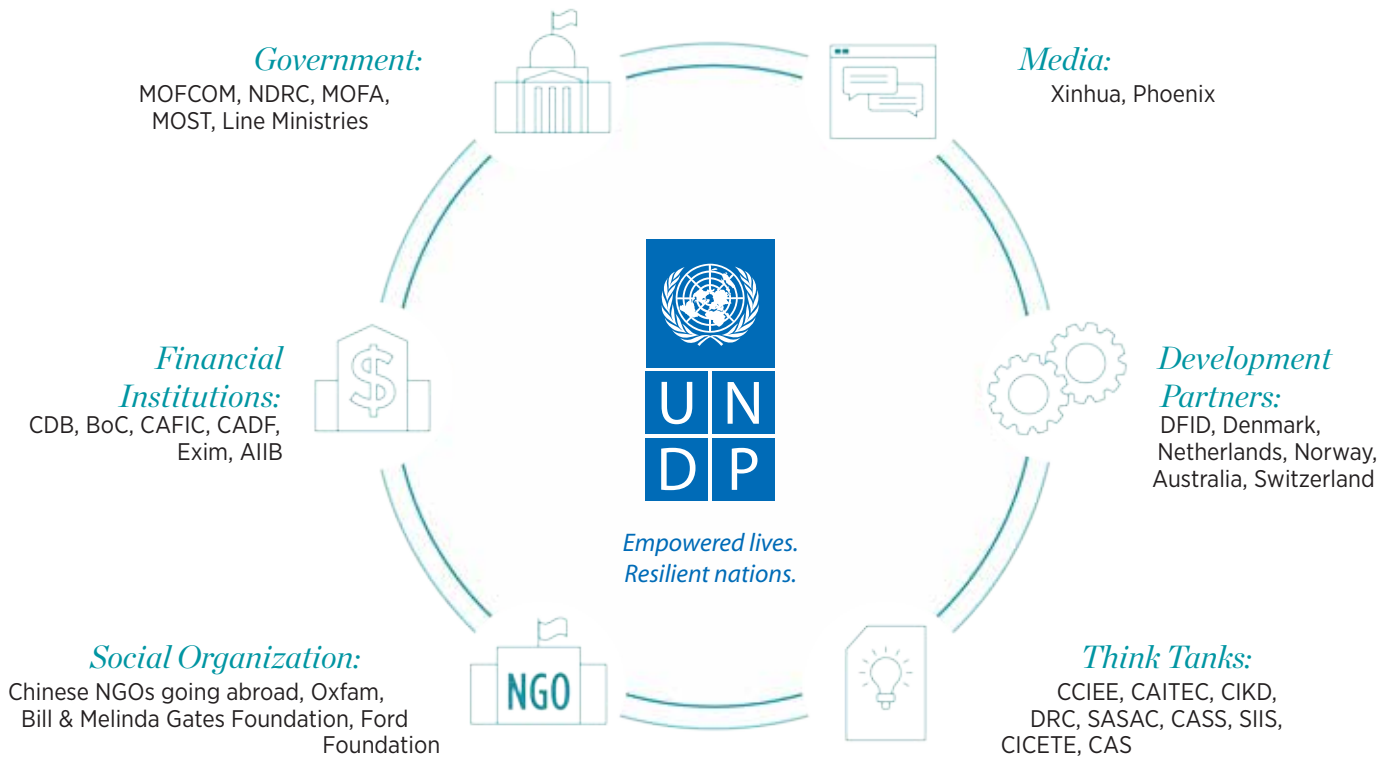 Government:
MOFCOM, NDRC, MOFA,
MOST, Line Ministries
Media:
Xinhua, Phoenix
Financial
Institutions:
CDB, BoC, CAFIC, CADF,
Exim, AIIB
$
U N
D P
Empowered lives.
Resilient nations.
Development
Partners:
DFID, Denmark,
Netherlands, Norway,
Australia, Switzerland
Social Organization:
Chinese NGOs going abroad, Oxfam,
Bill & Melinda Gates Foundation, Ford
Foundation
NGO
Think Tanks:
CCIEE, CAITEC, CIKD,
DRC, SASAC, CASS, SIIS,
CICETE, CAS